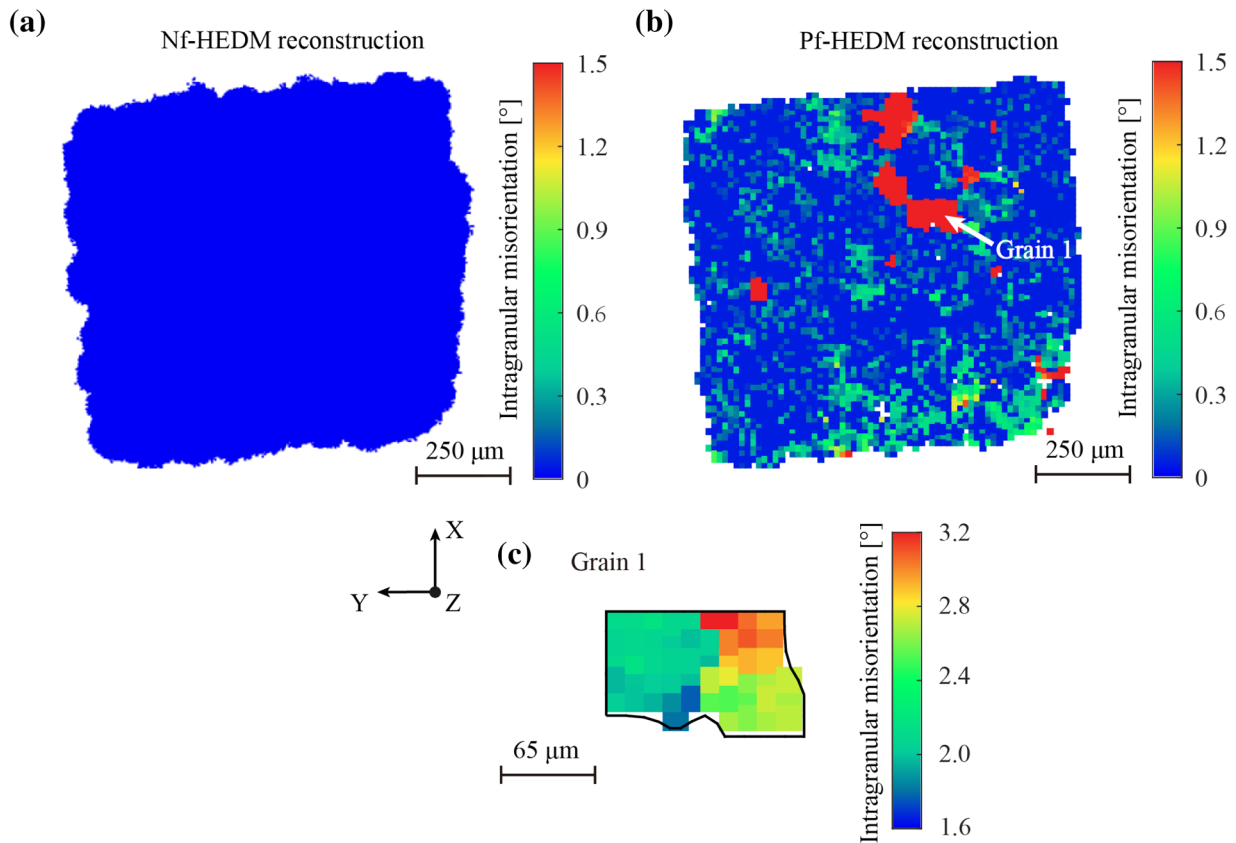 (a)
Nf-HEDM reconstruction
Intragranular misorientation [°]
1.5
1.2
0.9
0.6
0.3
0
250 μm
(b)
Pf-HEDM reconstruction
Grain 1
Intragranular misorientation [°]
1.5
1.2
0.9
0.6
0.3
0
250 μm
X
Y
Z
(c)
Grain 1
65 μm
Intragranular misorientation [°]
3.2
2.8
2.4
2.0
1.6